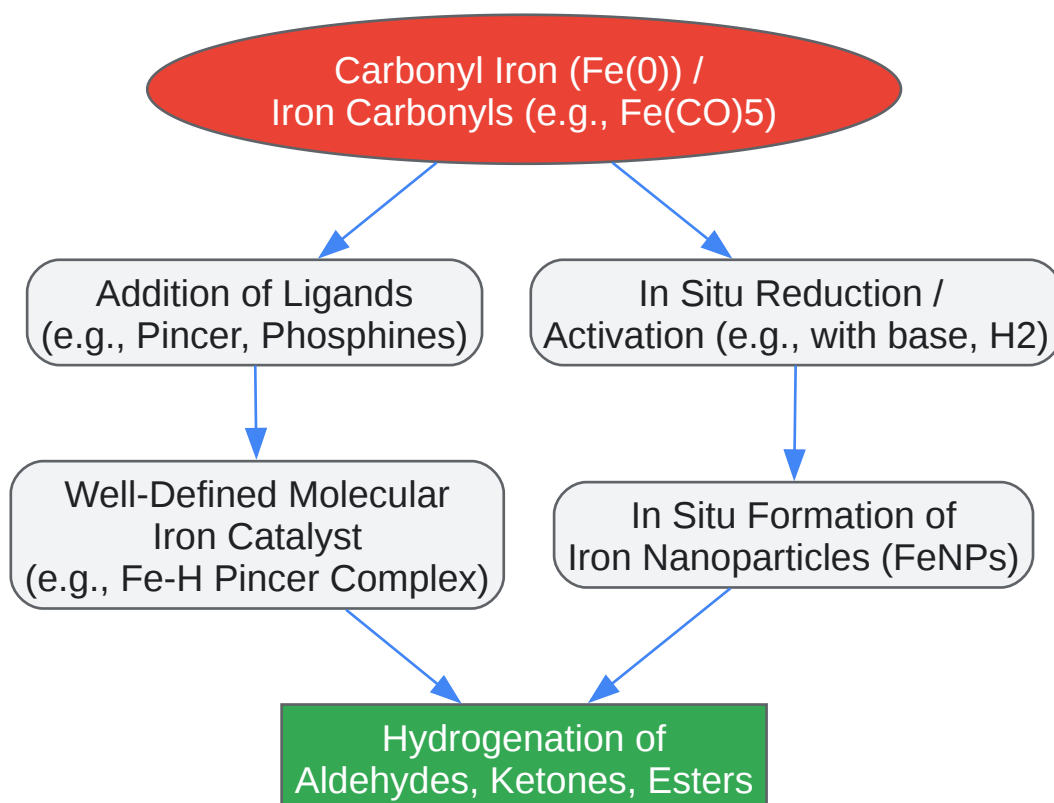 Carbonyl Iron (Fe(0)) /
Iron Carbonyls (e.g., Fe(CO)5)
Addition of Ligands
(e.g., Pincer, Phosphines)
In Situ Reduction /
Activation (e.g., with base, H2)
Well-Defined Molecular
Iron Catalyst
(e.g., Fe-H Pincer Complex)
In Situ Formation of
Iron Nanoparticles (FeNPs)
Hydrogenation of
Aldehydes, Ketones, Esters